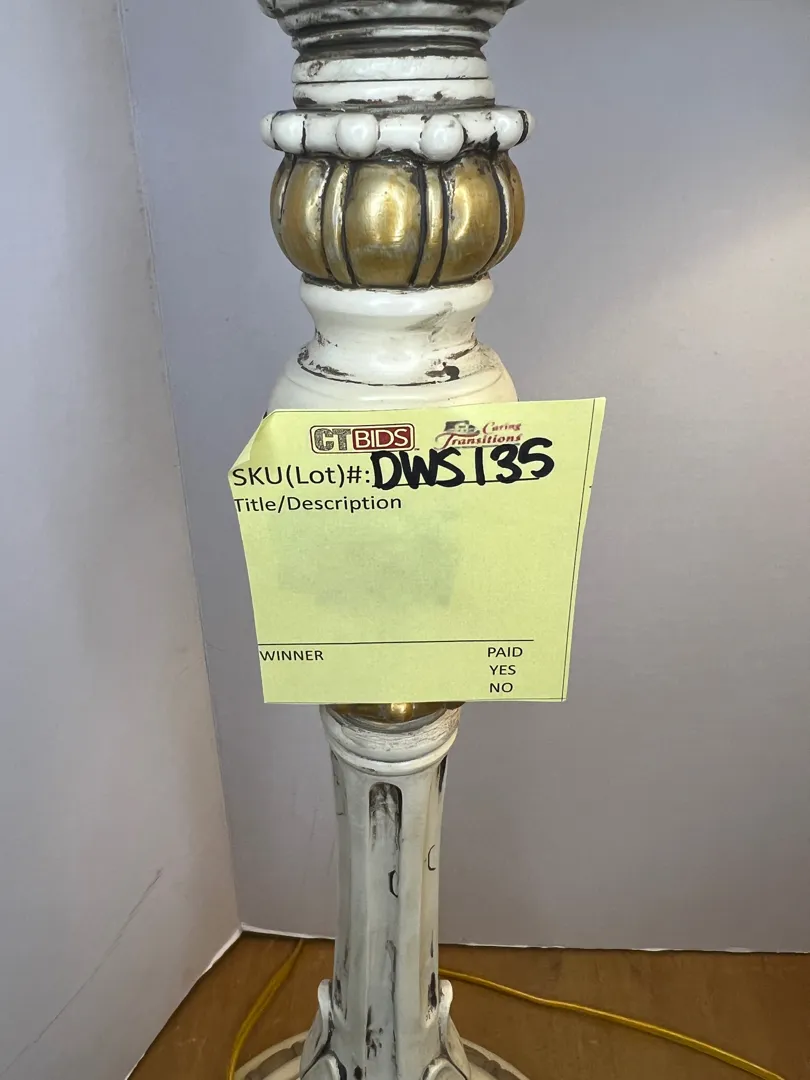 CTBIDS Caring Transitions
SKU(Lot)#: DWS135
Title/Description
WINNER PAID
YES
NO